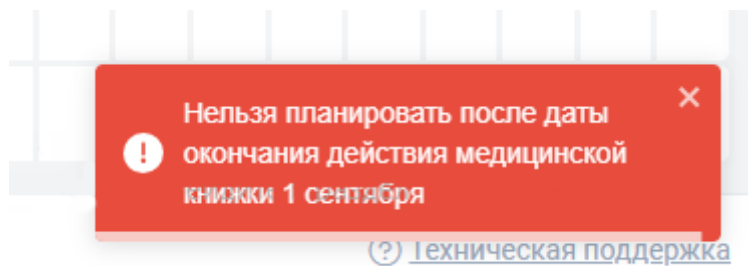 Нельзя планировать после даты
окончания действия медицинской
книжки 1 сентября
Техническая поддержка